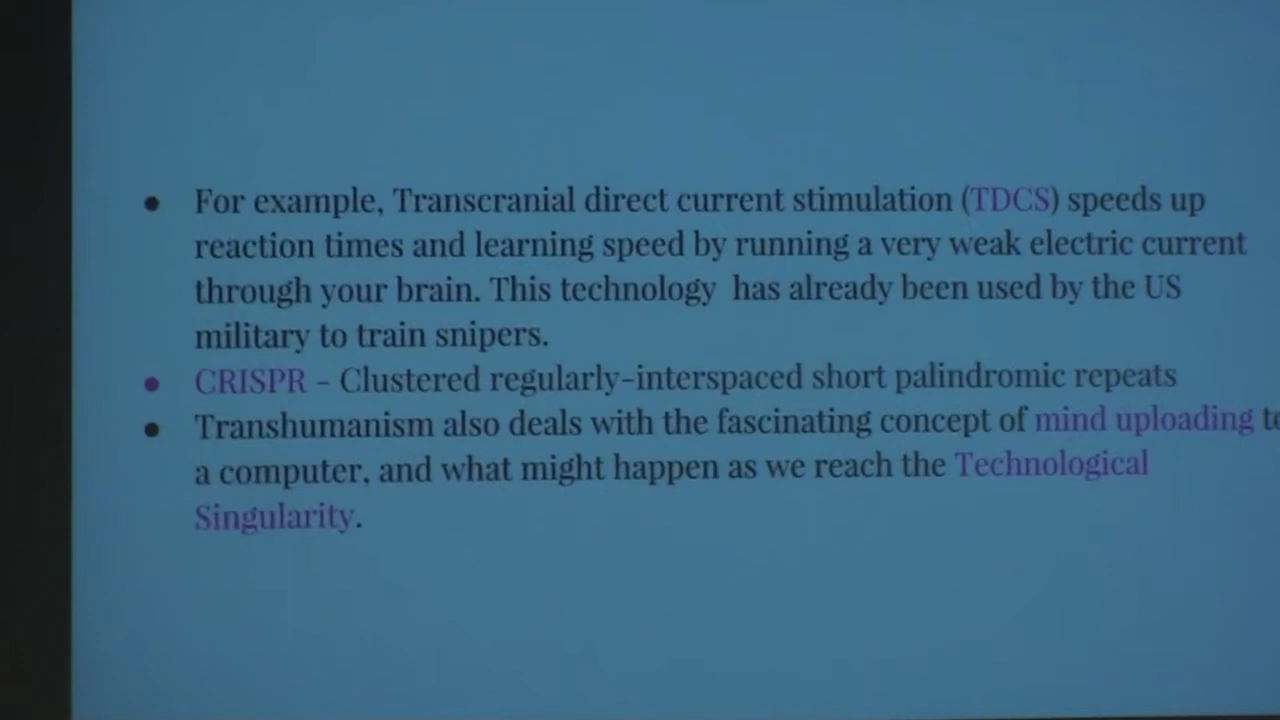 • For example, Transcranial direct current stimulation (TDCS) speeds up
reaction times and learning speed by running a very weak electric current
through your brain. This technology has already been used by the US
military to train snipers.
• CRISPR - Clustered regularly-interspaced short palindromic repeats
• Transhumanism also deals with the fascinating concept of mind uploading
a computer, and what might happen as we reach the Technological
Singularity.